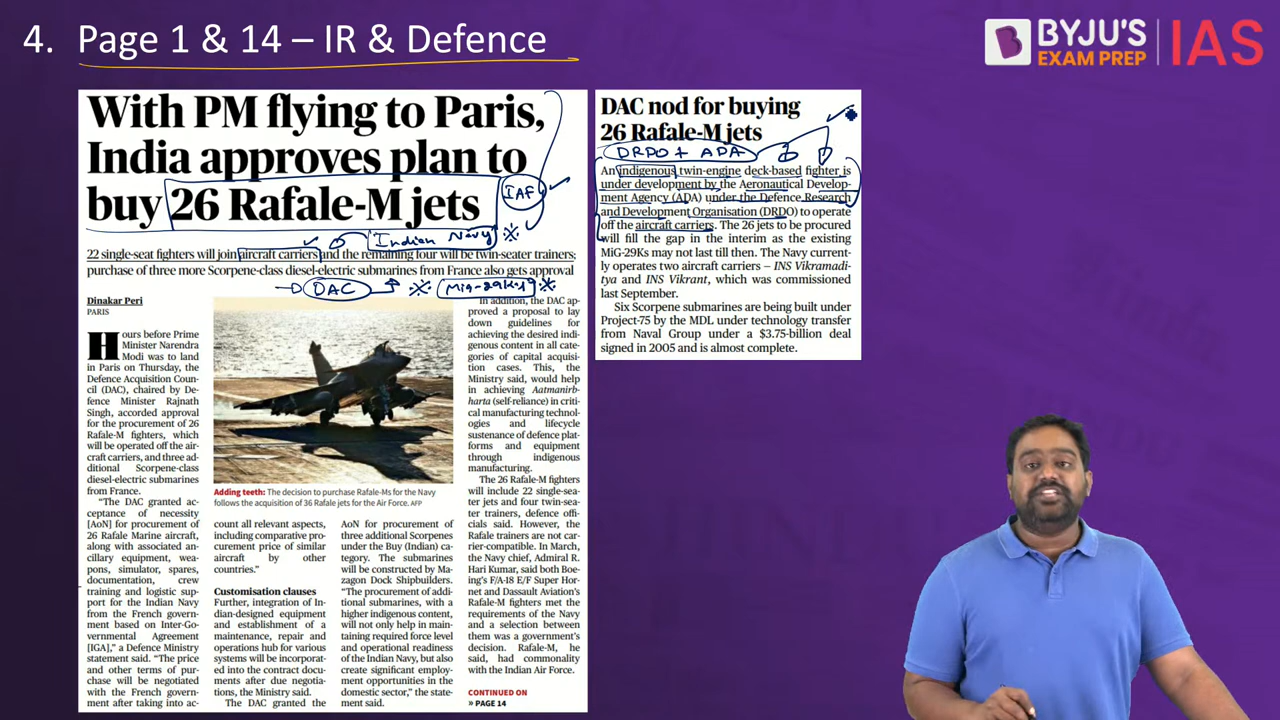 4. Page 1 & 14 – IR & Defence
BYJU'S
EXAM PREP
IAS
With PM flying to Paris,
India approves plan to
buy 26 Rafale-M jets
IAF
Indian Navy
22 single-seat fighters will join aircraft carriers and the remaining four will be twin-seater trainers;
purchase of three more Scorpene-class diesel-electric submarines from France also gets approval
DAC
Mig-29k
Dinakar Peri
PARIS
Hours before Prime
Minister Narendra
Modi was to land
in Paris on Thursday, the
Defence Acquisition Coun-
cil (DAC), chaired by De-
fence Minister Rajnath
Singh, accorded approval
for the procurement of 26
Rafale-M fighters, which
will be operated off the air-
craft carriers, and three ad-
ditional Scorpene-class
diesel-electric submarines
from France.
“The DAC granted ac-
ceptance of necessity
[AoN] for procurement of
26 Rafale Marine aircraft,
along with associated an-
cillary equipment, wea-
pons, simulator, spares,
documentation, crew
training and logistic sup-
port for the Indian Navy
from the French govern-
ment based on Inter-Go-
vernmental Agreement
[IGA],” a Defence Ministry
statement said. “The price
and other terms of pur-
chase will be negotiated
with the French govern-
ment after taking into ac-
Adding teeth: The decision to purchase Rafale-Ms for the Navy
follows the acquisition of 36 Rafale jets for the Air Force. AFP
count all relevant aspects,
including comparative pro-
curement price of similar
aircraft by other
countries.”
Customisation clauses
Further, integration of In-
dian-designed equipment
and establishment of a
maintenance, repair and
operations hub for various
systems will be incorporat-
ed into the contract docu-
ments after due negotia-
tions, the Ministry said.
The DAC granted the
AoN for procurement of
three additional Scorpenes
under the Buy (Indian) ca-
tegory. The submarines
will be constructed by Ma-
zagon Dock Shipbuilders.
“The procurement of addi-
tional submarines, with a
higher indigenous content,
will not only help in main-
taining required force level
and operational readiness
of the Indian Navy, but also
create significant employ-
ment opportunities in the
domestic sector,” the state-
ment said.
In addition, the DAC ap-
proved a proposal to lay
down guidelines for
achieving the desired indi-
genous content in all cate-
gories of capital acquisi-
tion cases. This, the
Ministry said, would help
in achieving Aatmanirb-
harta (self-reliance) in criti-
cal manufacturing technol-
ogies and lifecycle
sustenance of defence plat-
forms and equipment
through indigenous
manufacturing.
The 26 Rafale-M fighters
will include 22 single-sea-
ter jets and four twin-sea-
ter trainers, defence offi-
cials said. However, the
Rafale trainers are not car-
rier-compatible. In March,
the Navy chief, Admiral R.
Hari Kumar, said both Boe-
ing’s F/A-18 E/F Super Hor-
net and Dassault Aviation’s
Rafale-M fighters met the
requirements of the Navy
and a selection between
them was a government’s
decision. Rafale-M, he
said, had commonality
with the Indian Air Force.
CONTINUED ON
» PAGE 14
DAC nod for buying
26 Rafale-M jets
DRDO + ADA
An indigenous twin-engine deck-based fighter is
under development by the Aeronautical Develop-
ment Agency (ADA) under the Defence Research
and Development Organisation (DRDO) to operate
off the aircraft carriers. The 26 jets to be procured
will fill the gap in the interim as the existing
MiG-29Ks may not last till then. The Navy current-
ly operates two aircraft carriers – INS Vikramadi-
tya and INS Vikrant, which was commissioned
last September.
Six Scorpene submarines are being built under
Project-75 by the MDL under technology transfer
from Naval Group under a $3.75-billion deal
signed in 2005 and is almost complete.